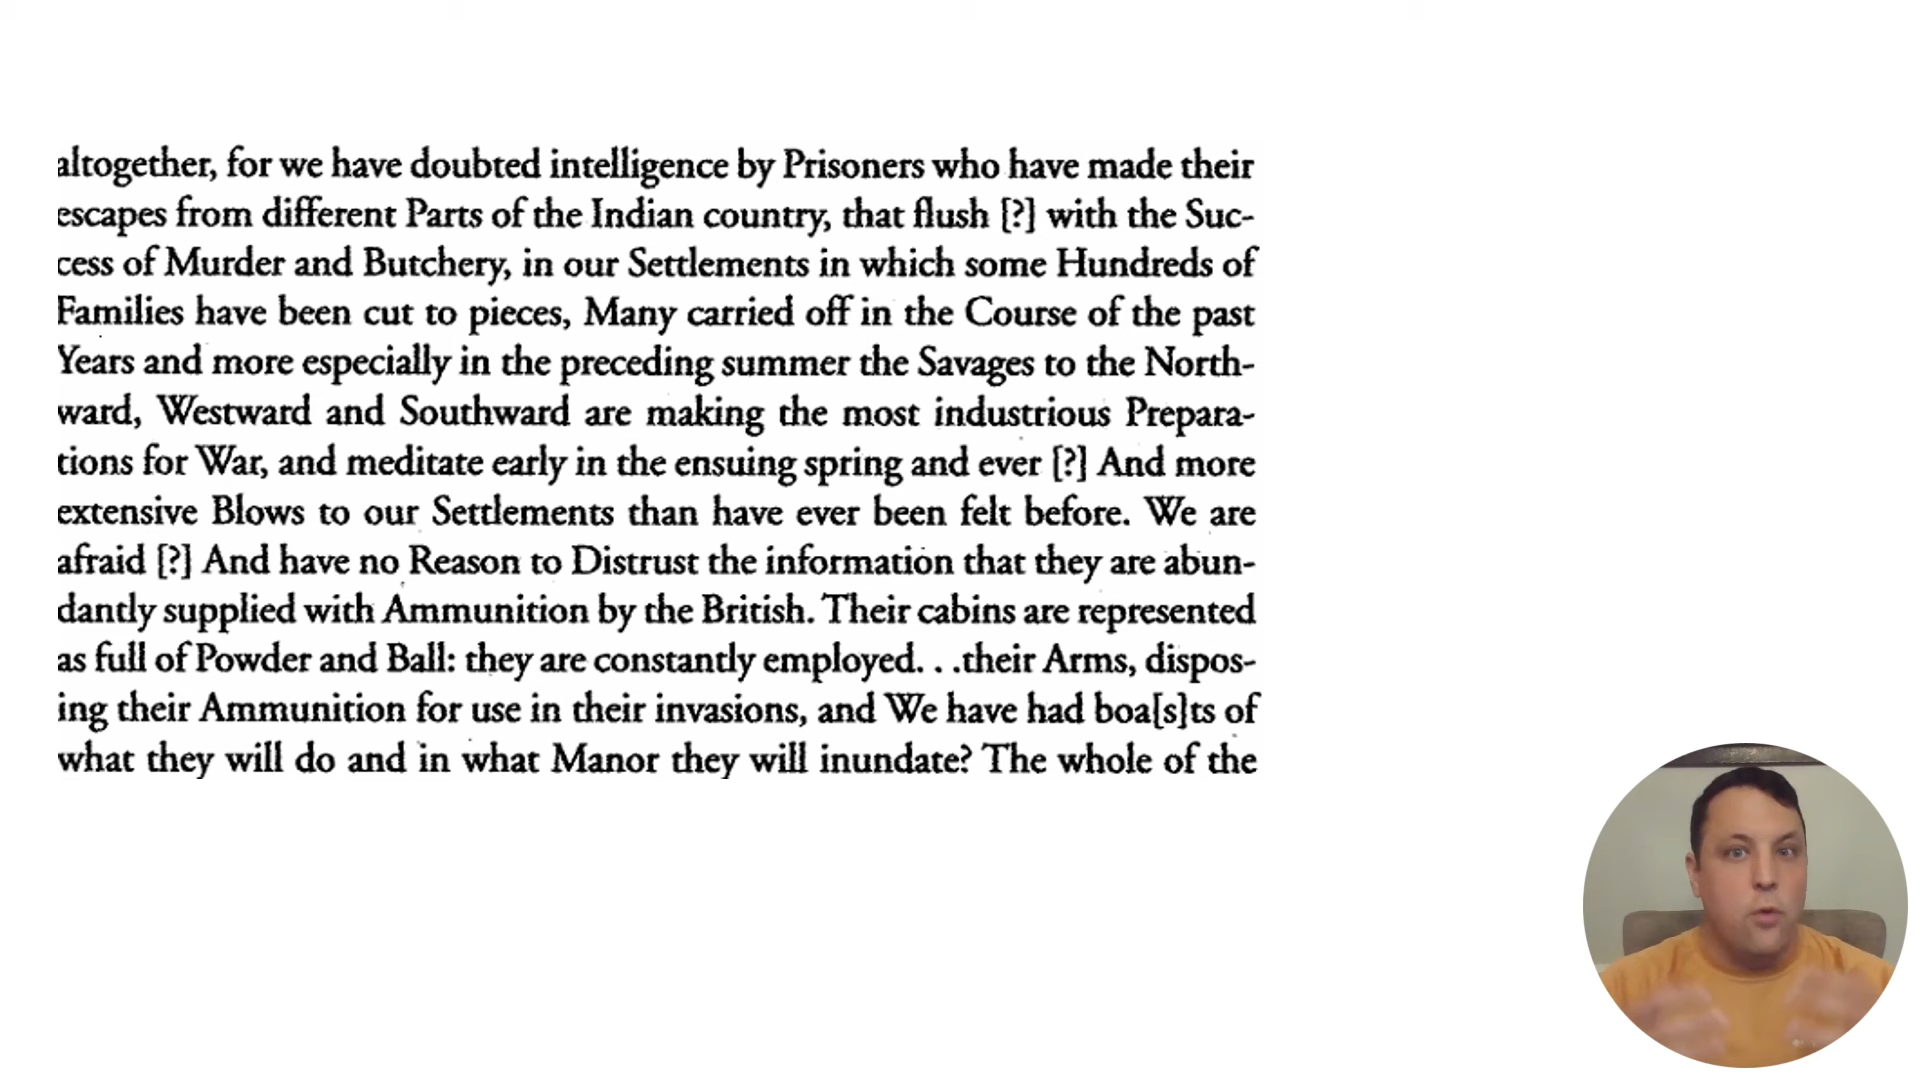 altogether, for we have doubted intelligence by Prisoners who have made their
escapes from different Parts of the Indian country, that flush [?] with the Suc-
cess of Murder and Butchery, in our Settlements in which some Hundreds of
Families have been cut to pieces, Many carried off in the Course of the past
Years and more especially in the preceding summer the Savages to the North-
ward, Westward and Southward are making the most industrious Prepara-
tions for War, and meditate early in the ensuing spring and ever [?] And more
extensive Blows to our Settlements than have ever been felt before. We are
afraid [?] And have no Reason to Distrust the information that they are abun-
dantly supplied with Ammunition by the British. Their cabins are represented
as full of Powder and Ball: they are constantly employed. . .their Arms, dispos-
ing their Ammunition for use in their invasions, and We have had boa[s]ts of
what they will do and in what Manor they will inundate? The whole of the